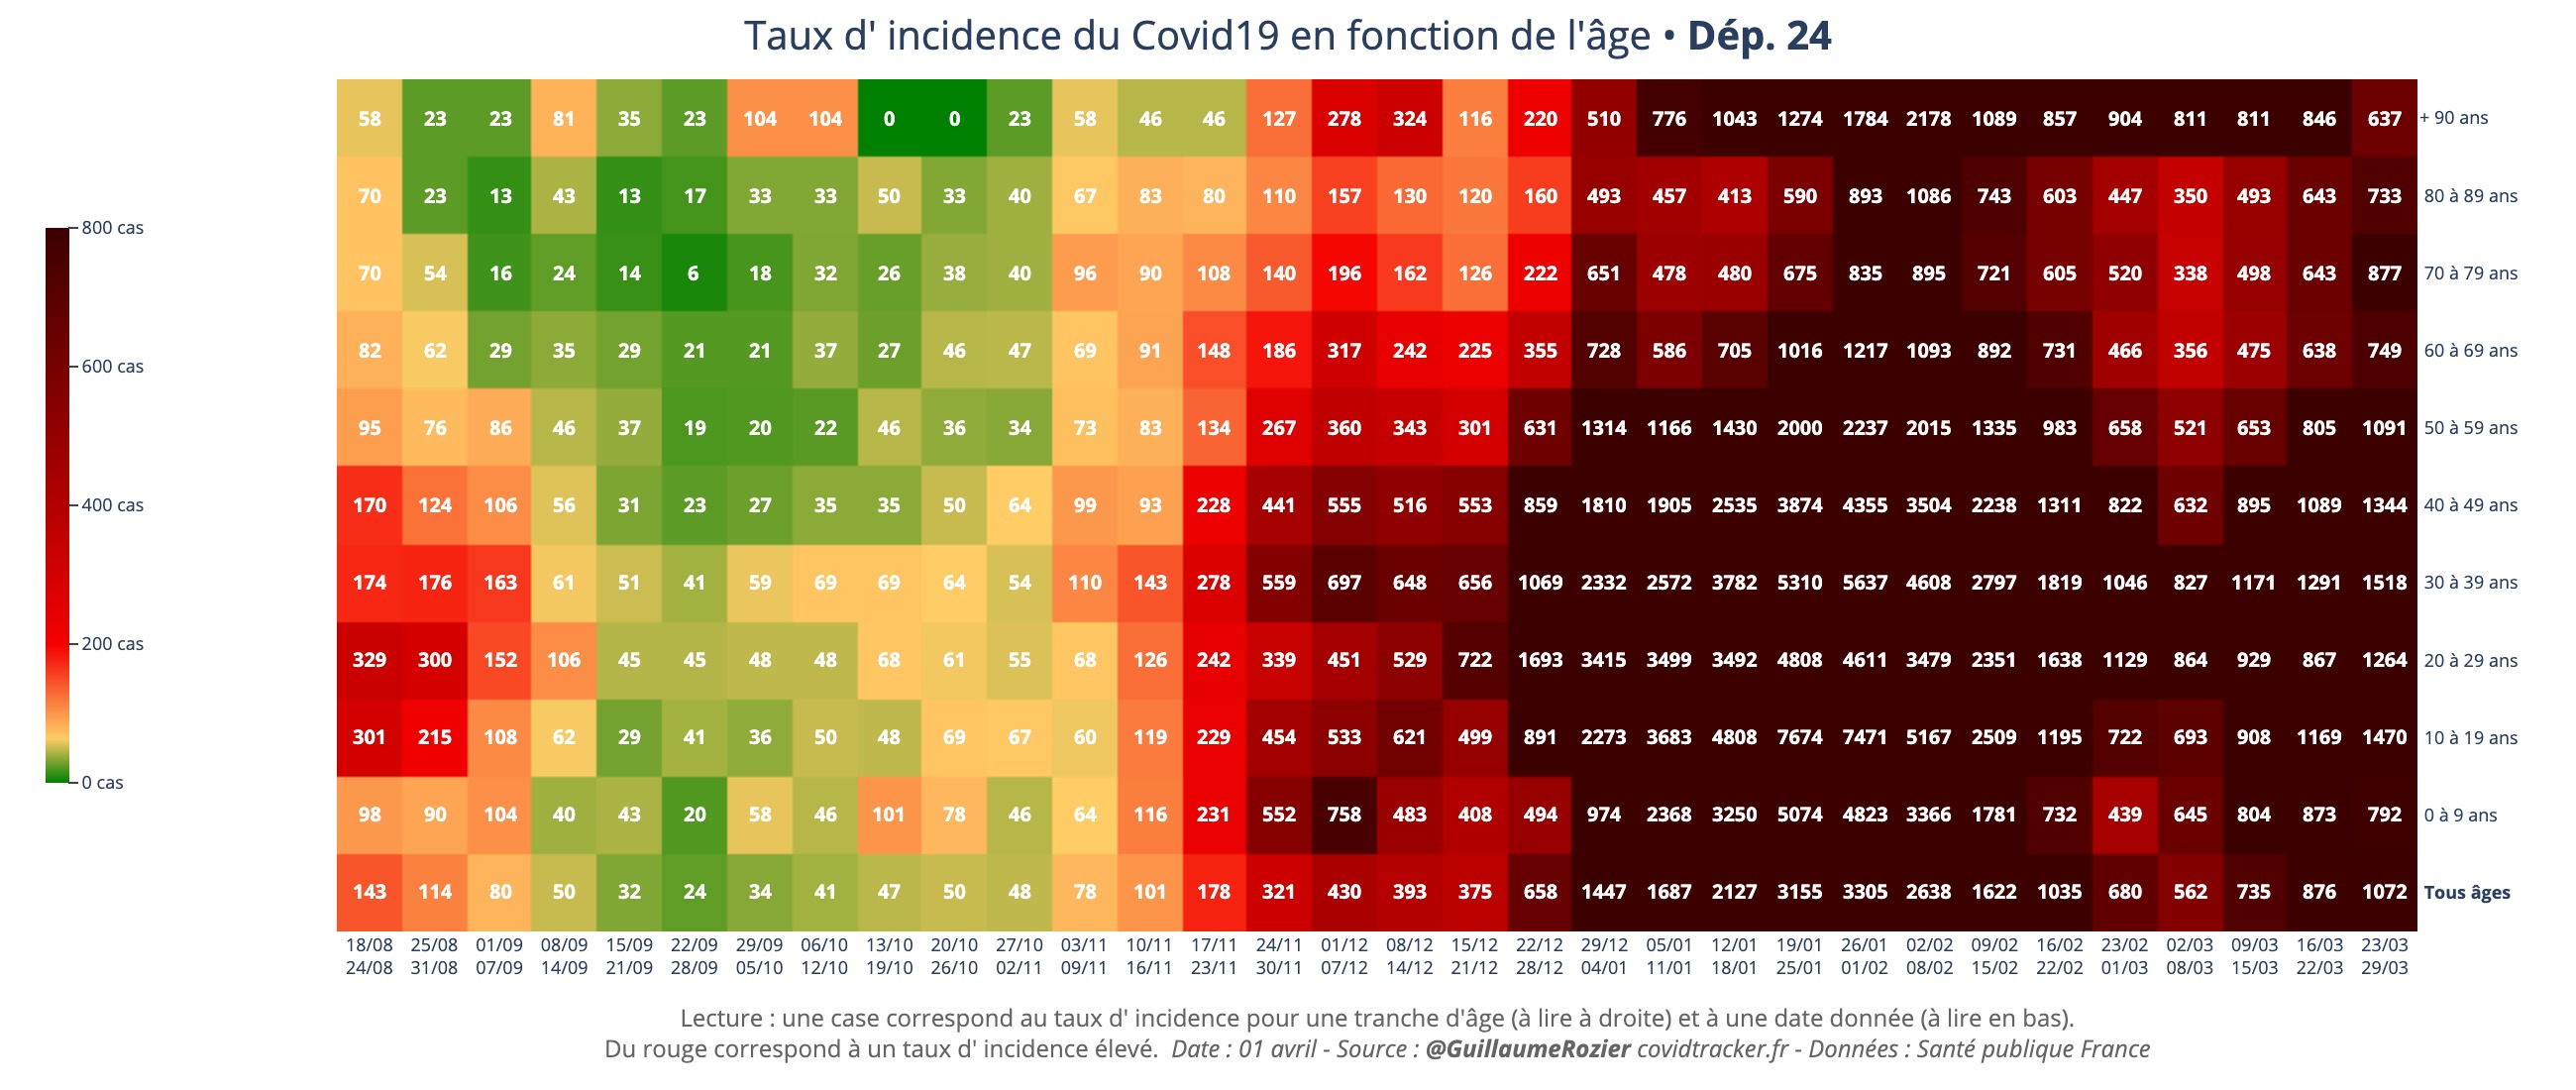 Taux d' incidence du Covid19 en fonction de l'âge • Dép. 24
800 cas
600 cas
400 cas
200 cas
0 cas
58 23 23 81 35 23 104 104 0 0 23 58 46 46 127 278 324 116 220 510 776 1043 1274 1784 2178 1089 857 904 811 811 846 637 + 90 ans
70 23 13 43 13 17 33 33 50 33 40 67 83 80 110 157 130 120 160 493 457 413 590 893 1086 743 603 447 350 493 643 733 80 à 89 ans
70 54 16 24 14 6 18 32 26 38 40 96 90 108 140 196 162 126 222 651 478 480 675 835 895 721 605 520 338 498 643 877 70 à 79 ans
82 62 29 35 29 21 21 37 27 46 47 69 91 148 186 317 242 225 355 728 586 705 1016 1217 1093 892 731 466 356 475 638 749 60 à 69 ans
95 76 86 46 37 19 20 22 46 36 34 73 83 134 267 360 343 301 631 1314 1166 1430 2000 2237 2015 1335 983 658 521 653 805 1091 50 à 59 ans
170 124 106 56 31 23 27 35 35 50 64 99 93 228 441 555 516 553 859 1810 1905 2535 3874 4355 3504 2238 1311 822 632 895 1089 1344 40 à 49 ans
174 176 163 61 51 41 59 69 69 64 54 110 143 278 559 697 648 656 1069 2332 2572 3782 5310 5637 4608 2797 1819 1046 827 1171 1291 1518 30 à 39 ans
329 300 152 106 45 45 48 48 68 61 55 68 126 242 339 451 529 722 1693 3415 3499 3492 4808 4611 3479 2351 1638 1129 864 929 867 1264 20 à 29 ans
301 215 108 62 29 41 36 50 48 69 67 60 119 229 454 533 621 499 891 2273 3683 4808 7674 7471 5167 2509 1195 722 693 908 1169 1470 10 à 19 ans
98 90 104 40 43 20 58 46 101 78 46 64 116 231 552 758 483 408 494 974 2368 3250 5074 4823 3366 1781 732 439 645 804 873 792 0 à 9 ans
143 114 80 50 32 24 34 41 47 50 48 78 101 178 321 430 393 375 658 1447 1687 2127 3155 3305 2638 1622 1035 680 562 735 876 1072 Tous âges
18/08 25/08 01/09 08/09 15/09 22/09 29/09 06/10 13/10 20/10 27/10 03/11 10/11 17/11 24/11 01/12 08/12 15/12 22/12 29/12 05/01 12/01 19/01 26/01 02/02 09/02 16/02 23/02 02/03 09/03 16/03 23/03
24/08 31/08 07/09 14/09 21/09 28/09 05/10 12/10 19/10 26/10 02/11 09/11 16/11 23/11 30/11 07/12 14/12 21/12 28/12 04/01 11/01 18/01 25/01 01/02 08/02 15/02 22/02 01/03 08/03 15/03 22/03 29/03
Lecture : une case correspond au taux d' incidence pour une tranche d'âge (à lire à droite) et à une date donnée (à lire en bas).
Du rouge correspond à un taux d' incidence élevé. Date : 01 avril - Source : @GuillaumeRozier covidtracker.fr - Données : Santé publique France